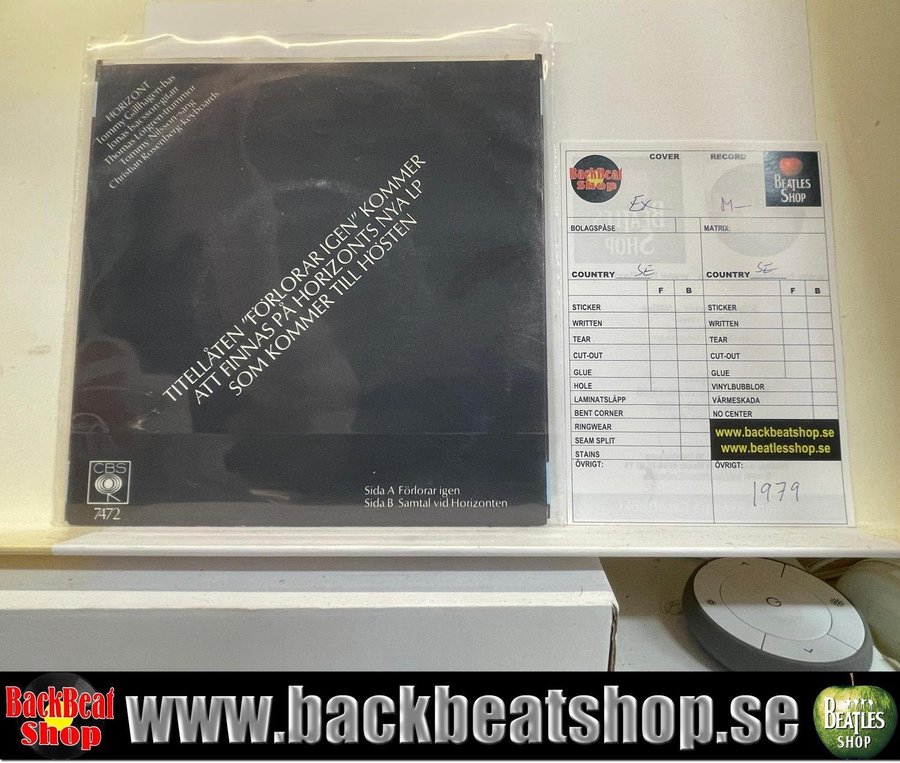 HORIZONT
Tommy Callhagen-bas
Jonas Isacsson-gitarr
Thomas Lorgren-trummor
Tommy Nilsson-sang
Christian Rosenberg-keyboards
TITELLÅTEN "FÖRLORAR IGEN" KOMMER
ATT FINNAS PÅ HORIZONTS NYA LP
SOM KOMMER TILL HÖSTEN
CBS
7472
Sida A Förlorar igen
Sida B Samtal vid Horizonten
BackBeat
Shop
COVER RECORD
BEATLES
SHOP
EX M-
BOLAGSPÅSE MATRIX:
COUNTRY SE COUNTRY SE
F B F B
STICKER STICKER
WRITTEN WRITTEN
TEAR TEAR
CUT-OUT CUT-OUT
GLUE GLUE
HOLE VINYLBUBBLOR
LAMINATSLÄPP VÄRMESKADA
BENT CORNER NO CENTER
RINGWEAR
SEAM SPLIT
STAINS
www.backbeatshop.se
www.beatlesshop.se
ÖVRIGT: ÖVRIGT:
1979
BackBeat
Shop
www.backbeatshop.se
BEATLES
SHOP